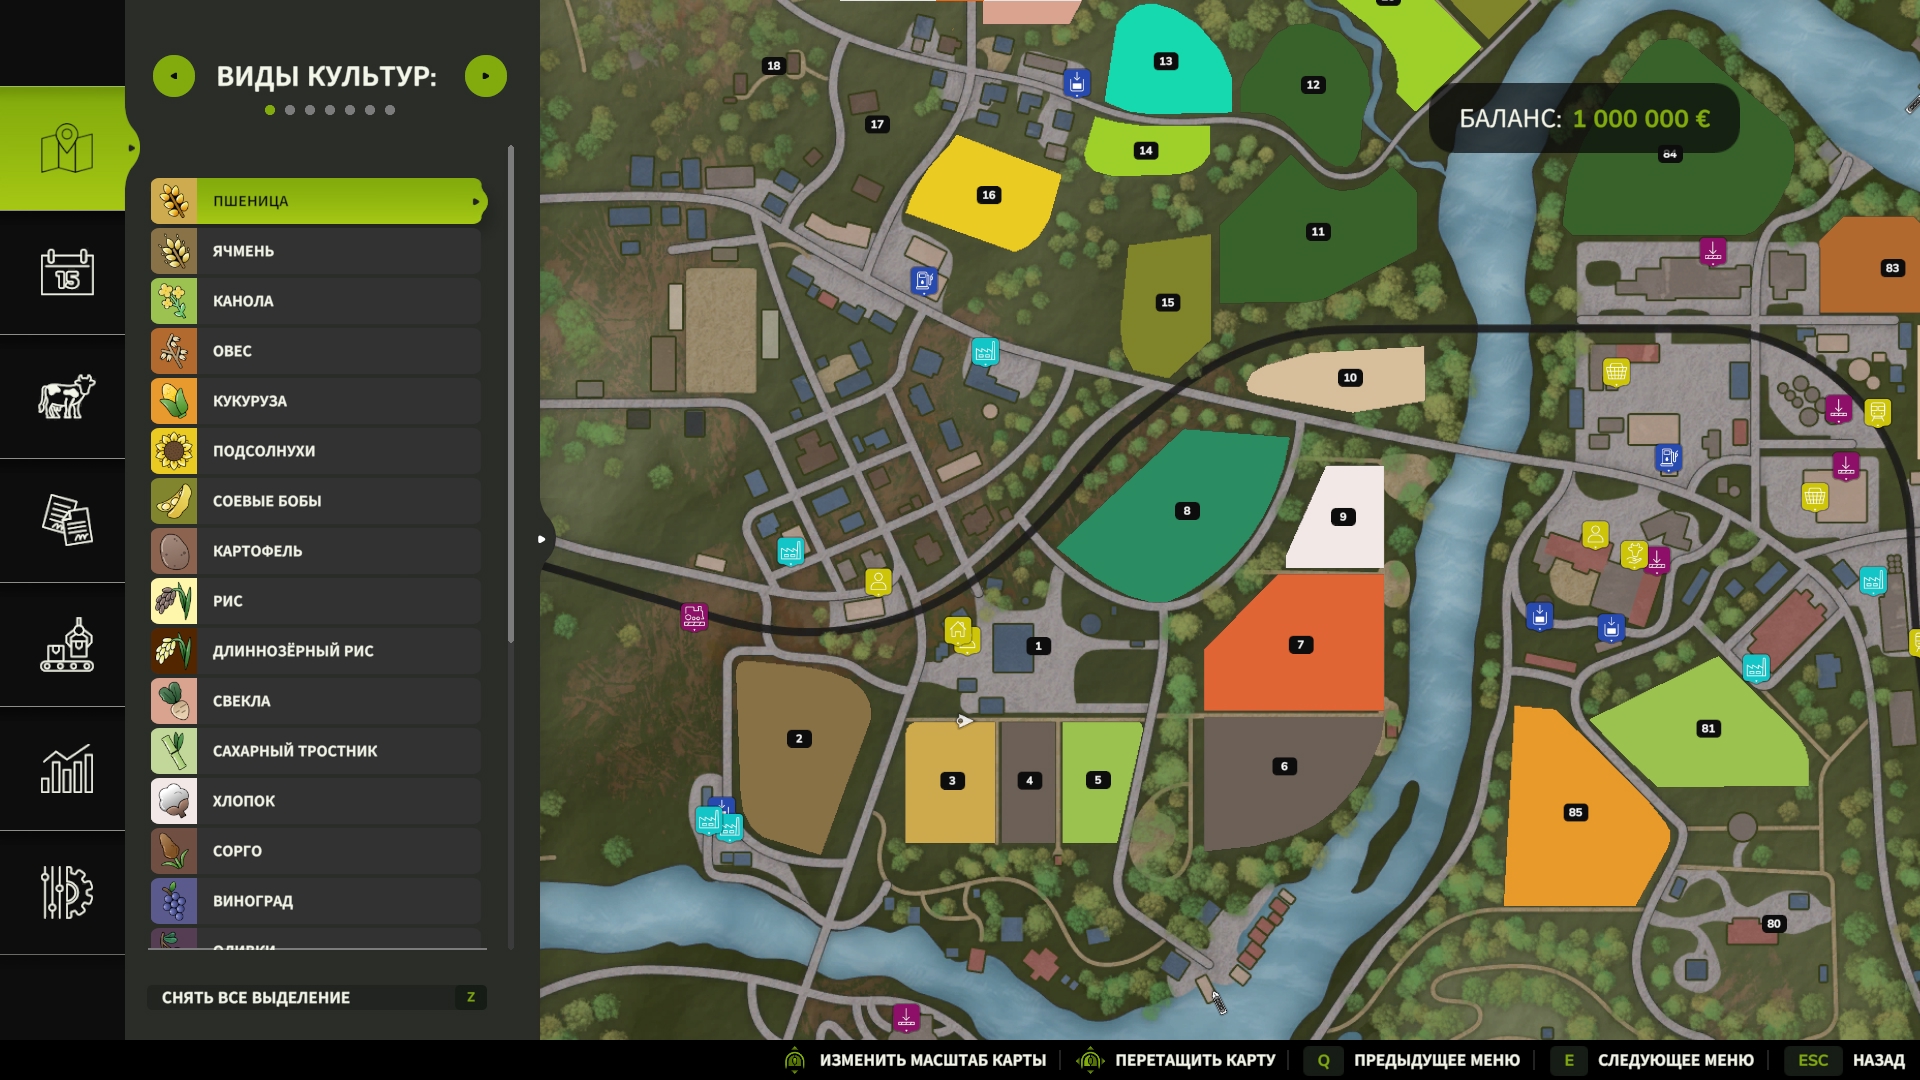 ВИДЫ КУЛЬТУР:
ПШЕНИЦА
ЯЧМЕНЬ
КАНОЛА
ОВЕС
КУКУРУЗА
ПОДСОЛНУХИ
СОЕВЫЕ БОБЫ
КАРТОФЕЛЬ
РИС
ДЛИННОЗЁРНЫЙ РИС
СВЕКЛА
САХАРНЫЙ ТРОСТНИК
ХЛОПОК
СОРГО
ВИНОГРАД
ОЛИВКИ
СНЯТЬ ВСЕ ВЫДЕЛЕНИЕ Z
15
БАЛАНС: 1 000 000 €
13
12
18
17
14
84
16
11
83
15
10
8
9
7
1
2
3
4
5
6
81
85
80
ИЗМЕНИТЬ МАСШТАБ КАРТЫ
ПЕРЕТАЩИТЬ КАРТУ
Q ПРЕДЫДУЩЕЕ МЕНЮ
E СЛЕДУЮЩЕЕ МЕНЮ
ESC НАЗАД